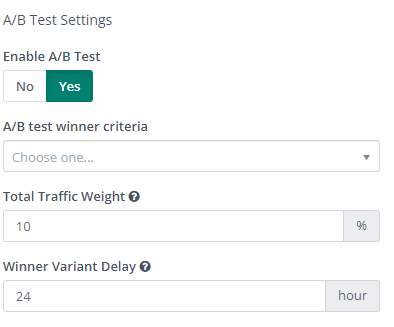 A/B Test Settings
Enable A/B Test
No Yes
A/B test winner criteria
Choose one...
Total Traffic Weight ?
10 %
Winner Variant Delay ?
24 hour